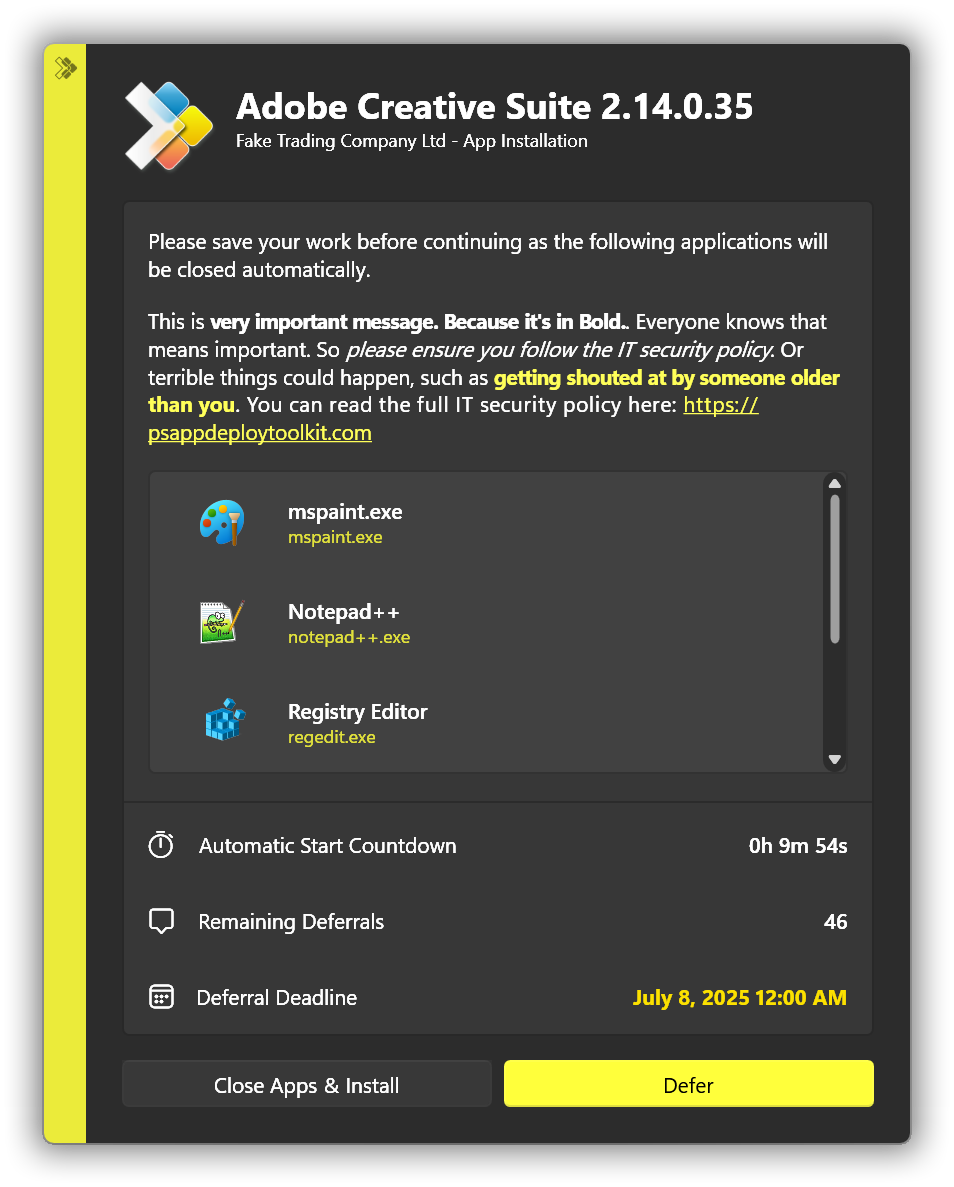 Adobe Creative Suite 2.14.0.35
Fake Trading Company Ltd - App Installation
Please save your work before continuing as the following applications will
be closed automatically.
This is very important message. Because it's in Bold.. Everyone knows that
means important. So please ensure you follow the IT security policy. Or
terrible things could happen, such as getting shouted at by someone older
than you. You can read the full IT security policy here: https://
psappdeploytoolkit.com
mspaint.exe
mspaint.exe
Notepad++
notepad++.exe
Registry Editor
regedit.exe
Automatic Start Countdown 0h 9m 54s
Remaining Deferrals 46
Deferral Deadline July 8, 2025 12:00 AM
Close Apps & Install Defer